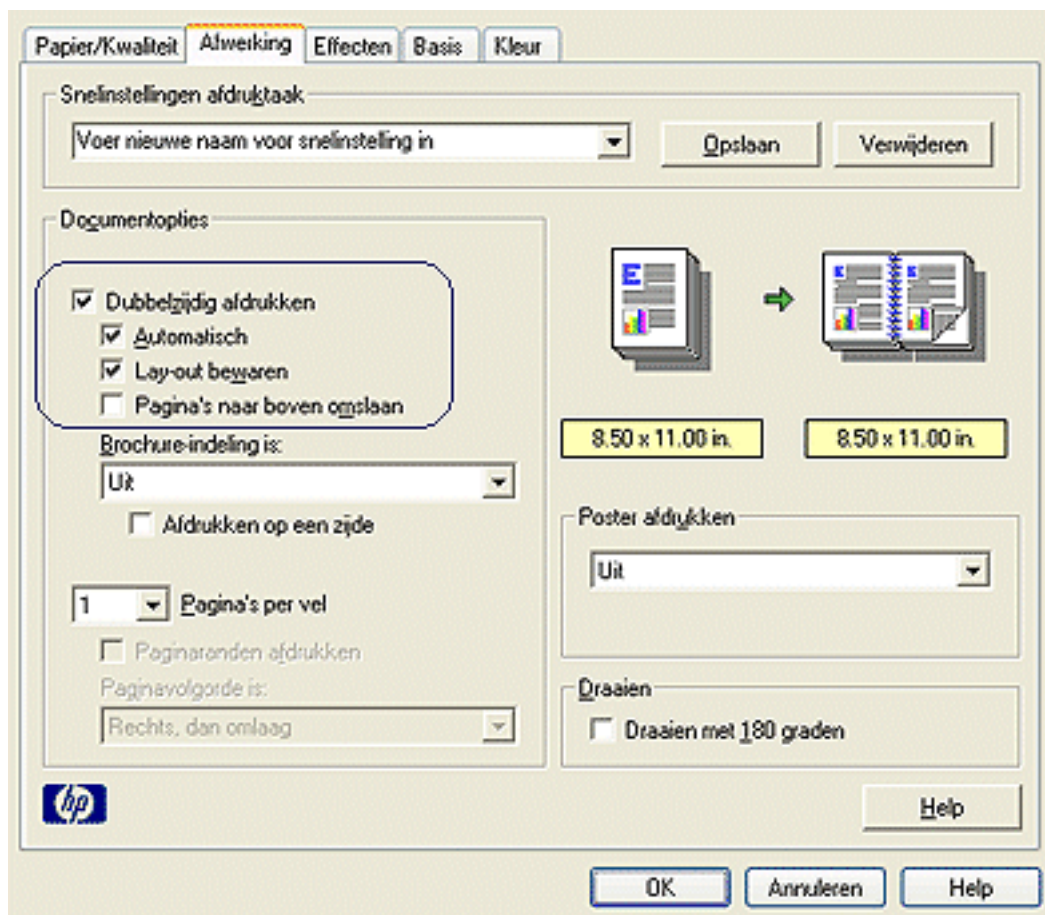 Papier/Kwaliteit Afwerking Effecten Basis Kleur
Snelinstellingen afdruktaak
Voer nieuwe naam voor snelinstelling in Opslaan Verwijderen
Documentopties
Dubbelzijdig afdrukken
Automatisch
Lay-out bewaren
Pagina's naar boven omslaan
Brochure-indeling is:
Uit
Afdrukken op een zijde
1 Pagina's per vel
Paginaranden afdrukken
Paginavolgorde is:
Rechts, dan omlaag
E E E
8.50 x 11.00 in. 8.50 x 11.00 in.
Poster afdrukken
Uit
Draaien
Draaien met 180 graden
hp
Help
OK Annuleren Help